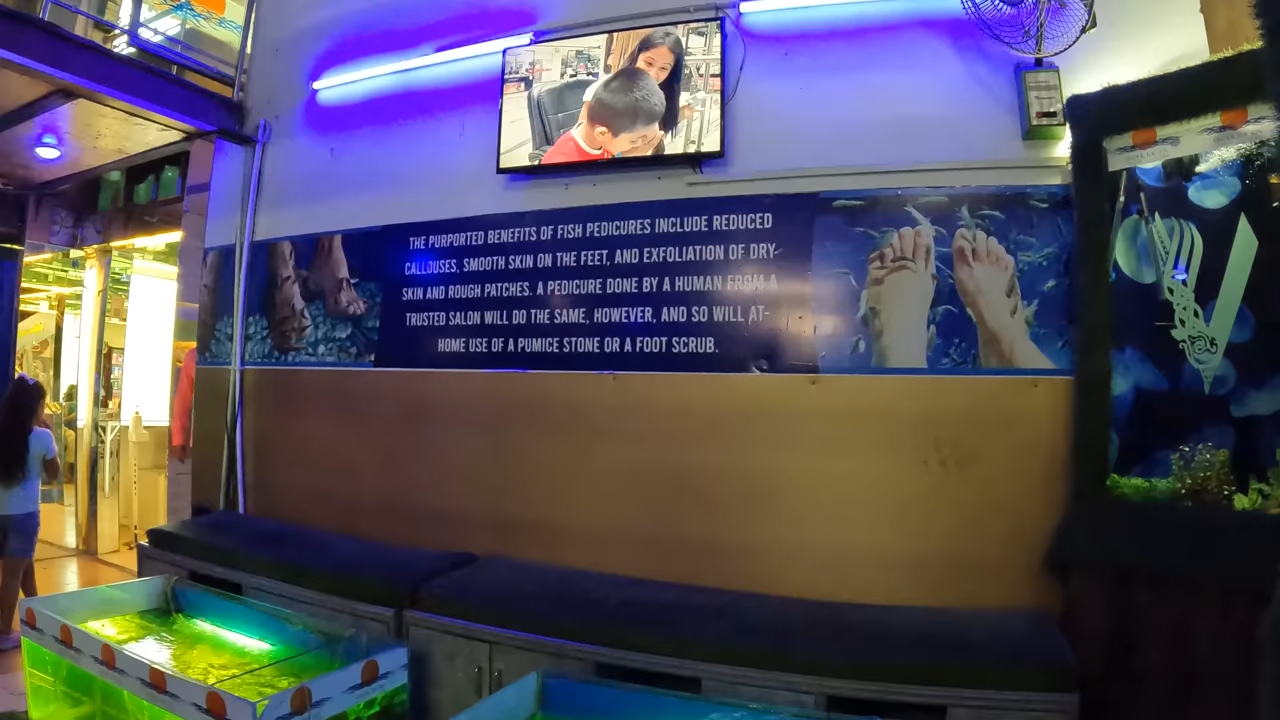 THE PURPORTED BENEFITS OF FISH PEDICURES INCLUDE REDUCED
CALLOUSES, SMOOTH SKIN ON THE FEET, AND EXFOLIATION OF DRY-
SKIN AND ROUGH PATCHES. A PEDICURE DONE BY A HUMAN FROM A
TRUSTED SALON WILL DO THE SAME, HOWEVER, AND SO WILL AT-
HOME USE OF A PUMICE STONE OR A FOOT SCRUB.